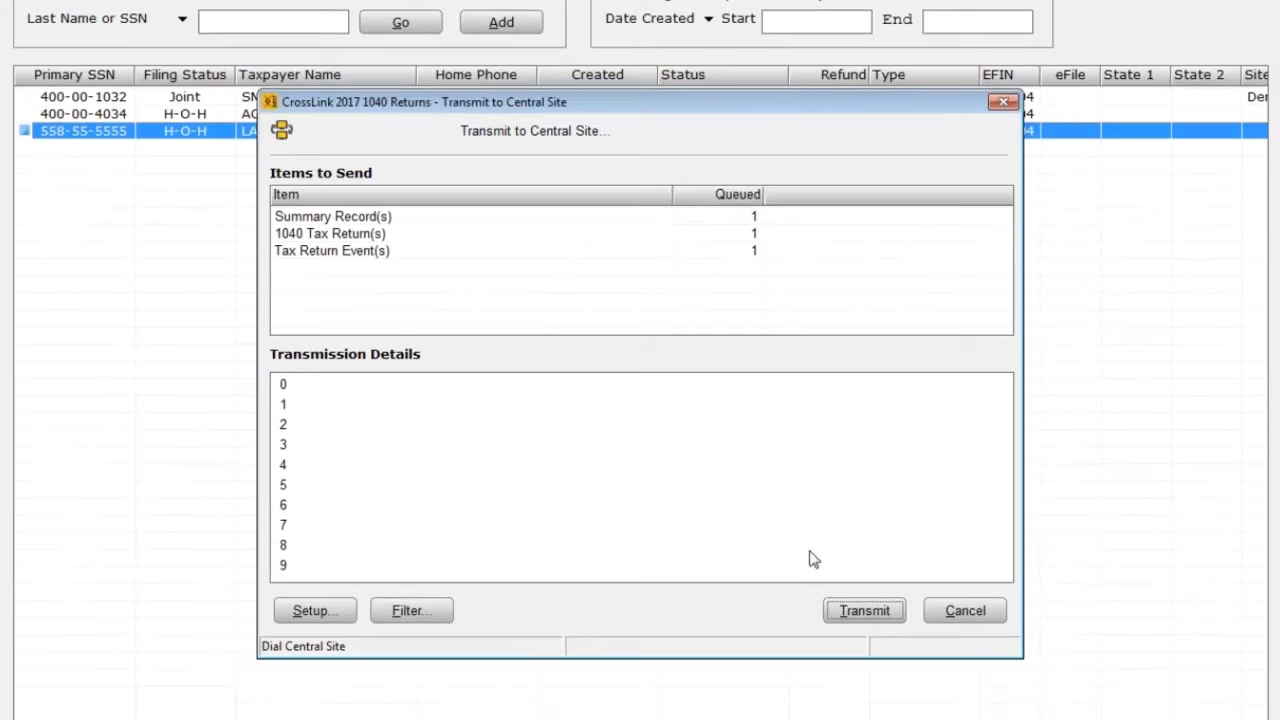 Last Name or SSN Go Add Date Created Start End
Primary SSN Filing Status Taxpayer Name Home Phone Created Status Refund Type EFIN eFile State 1 State 2 Site
400-00-1032 Joint
400-00-4034 H-O-H
558-55-5555 H-O-H
CrossLink 2017 1040 Returns - Transmit to Central Site
Transmit to Central Site...
Items to Send
Item Queued
Summary Record(s) 1
1040 Tax Return(s) 1
Tax Return Event(s) 1
Transmission Details
0
1
2
3
4
5
6
7
8
9
Setup... Filter... Transmit Cancel
Dial Central Site